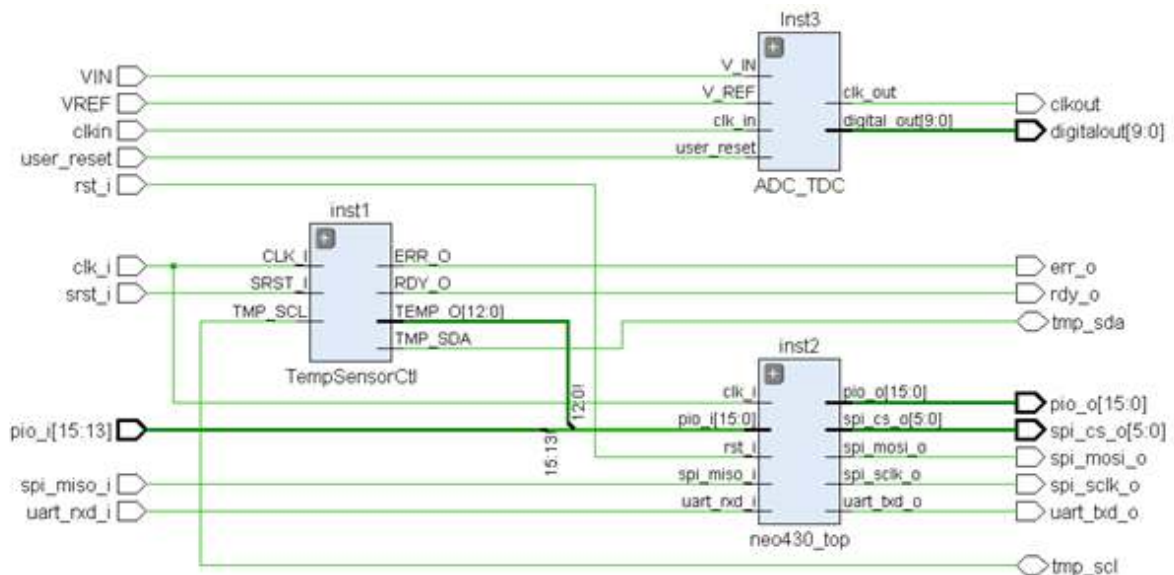 Inst3
VIN
VREF
clkin
user_reset
rst_i
V_IN
V_REF
clk_in
user_reset
clk_out
digital_out[9:0]
clkout
digitalout[9:0]
ADC_TDC
inst1
clk_i
srst_i
CLK_I
SRST_I
TMP_SCL
ERR_O
RDY_O
TEMP_O[12:0]
TMP_SDA
err_o
rdy_o
tmp_sda
TempSensorCtl
inst2
12:0
15:13
pio_i[15:13]
spi_miso_i
uart_rxd_i
clk_i
pio_i[15:0]
rst_i
spi_miso_i
uart_rxd_i
pio_o[15:0]
spi_cs_o[5:0]
spi_mosi_o
spi_sclk_o
uart_txd_o
pio_o[15:0]
spi_cs_o[5:0]
spi_mosi_o
spi_sclk_o
uart_txd_o
neo430_top
tmp_scl